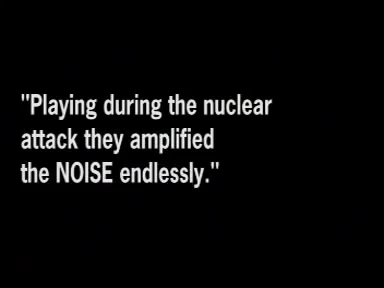 "Playing during the nuclear
attack they amplified
the NOISE endlessly."